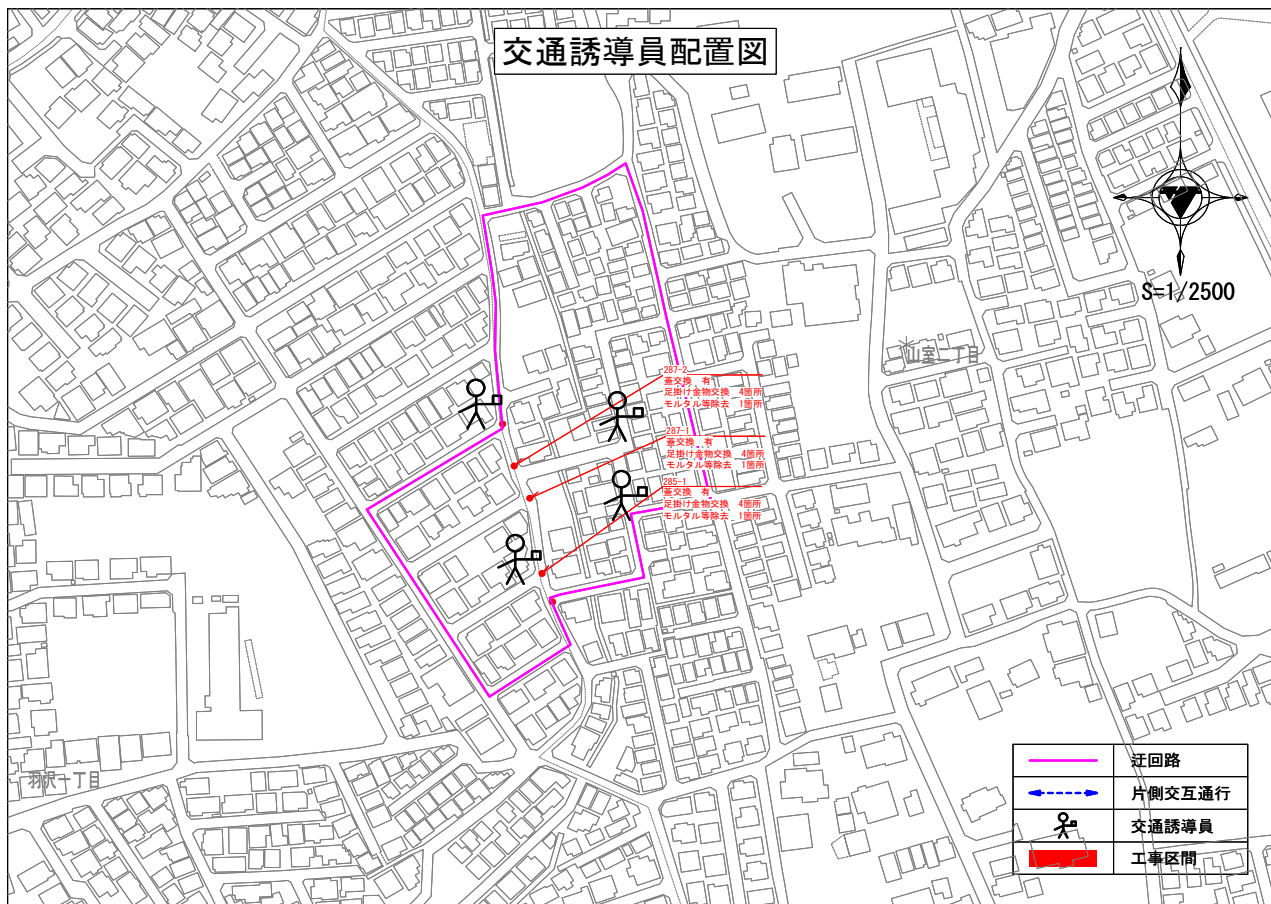 交通誘導員配置図
S=1/2500
山室二丁目
287-2
蓋交換 有
足掛け金物交換 4箇所
モルタル等除去 1箇所
287-1
蓋交換 有
足掛け金物交換 4箇所
モルタル等除去 1箇所
285-1
蓋交換 有
足掛け金物交換 4箇所
モルタル等除去 1箇所
羽沢一丁目
迂回路
片側交互通行
交通誘導員
工事区間